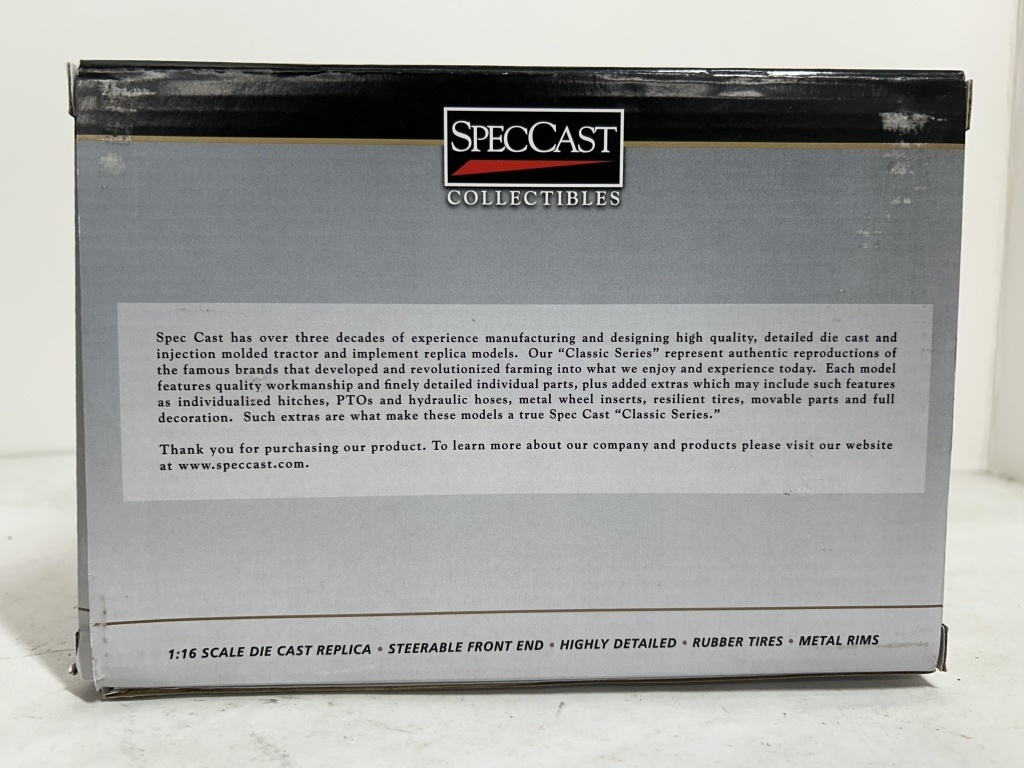 SPECCAST
COLLECTIBLES
Spec Cast has over three decades of experience manufacturing and designing high quality, detailed die cast and
injection molded tractor and implement replica models. Our “Classic Series” represent authentic reproductions of
the famous brands that developed and revolutionized farming into what we enjoy and experience today. Each model
features quality workmanship and finely detailed individual parts, plus added extras which may include such features
as individualized hitches, PTOs and hydraulic hoses, metal wheel inserts, resilient tires, movable parts and full
decoration. Such extras are what make these models a true Spec Cast “Classic Series.”
Thank you for purchasing our product. To learn more about our company and products please visit our website
at www.speccast.com.
1:16 SCALE DIE CAST REPLICA • STEERABLE FRONT END • HIGHLY DETAILED • RUBBER TIRES • METAL RIMS